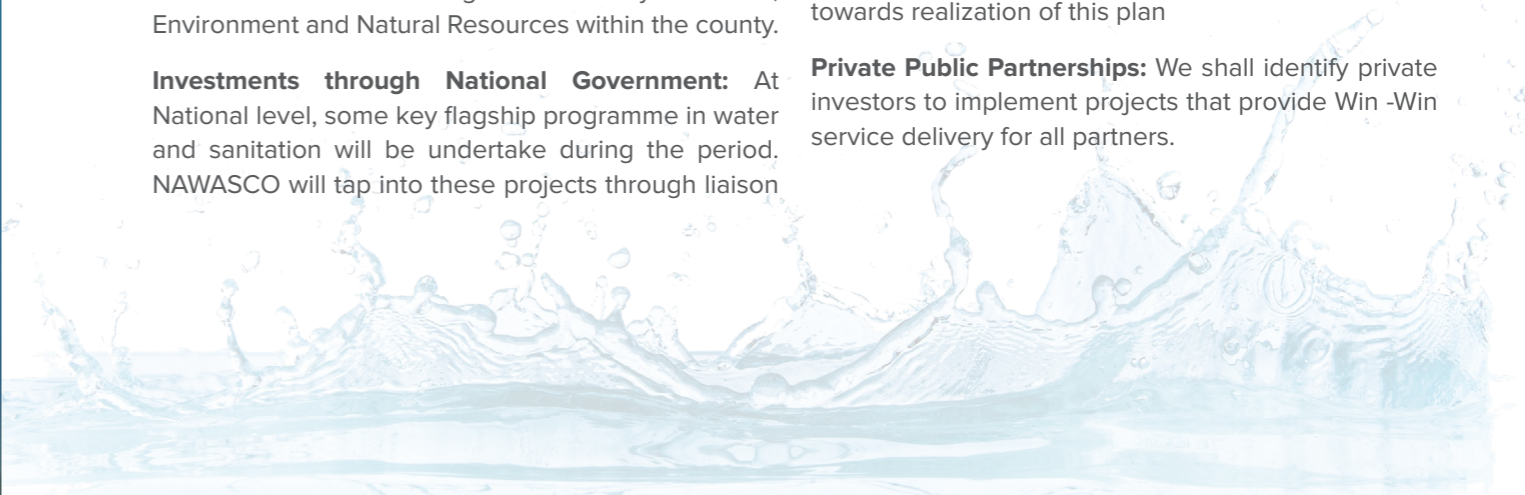 Environment and Natural Resources within the county.
Investments through National Government: At
National level, some key flagship programme in water
and sanitation will be undertake during the period.
NAWASCO will tap into these projects through liaison
towards realization of this plan
Private Public Partnerships: We shall identify private
investors to implement projects that provide Win -Win
service delivery for all partners.